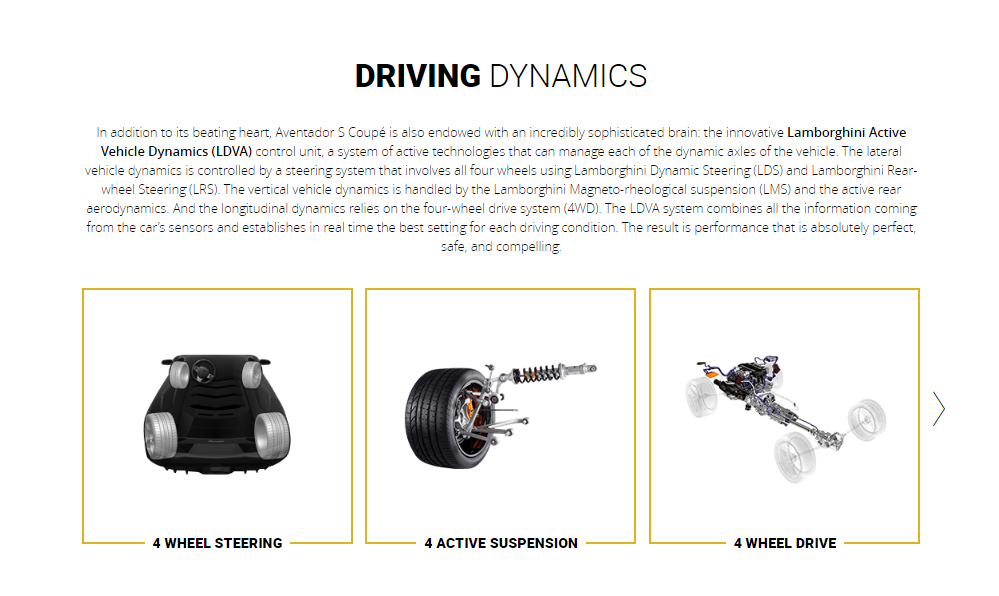 DRIVING DYNAMICS
In addition to its beating heart, Aventador S Coupé is also endowed with an incredibly sophisticated brain: the innovative Lamborghini Active
Vehicle Dynamics (LDVA) control unit, a system of active technologies that can manage each of the dynamic axles of the vehicle. The lateral
vehicle dynamics is controlled by a steering system that involves all four wheels using Lamborghini Dynamic Steering (LDS) and Lamborghini Rear-
wheel Steering (LRS). The vertical vehicle dynamics is handled by the Lamborghini Magneto-rheological suspension (LMS) and the active rear
aerodynamics. And the longitudinal dynamics relies on the four-wheel drive system (4WD). The LDVA system combines all the information coming
from the car's sensors and establishes in real time the best setting for each driving condition. The result is performance that is absolutely perfect,
safe, and compelling.
4 WHEEL STEERING
4 ACTIVE SUSPENSION
4 WHEEL DRIVE